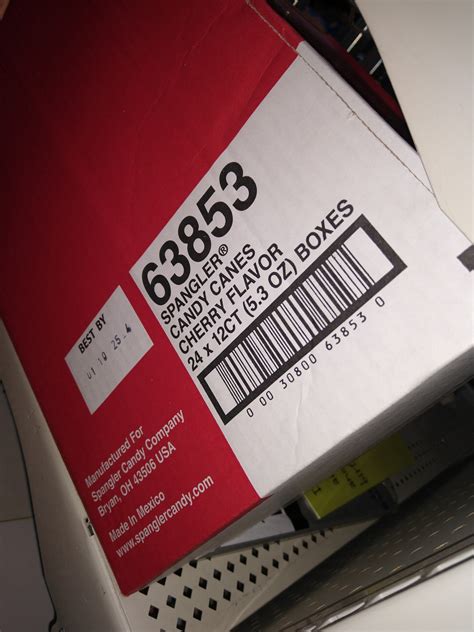 63853
SPANGLER®
CANDY CANES
CHERRY FLAVOR
24 x 12CT (5.3 OZ) BOXES
0 00 30800 63853 0
BEST BY
Manufactured For
Spangler Candy Company
Bryan, OH 43506 USA
Made in Mexico
www.spanglercandy.com